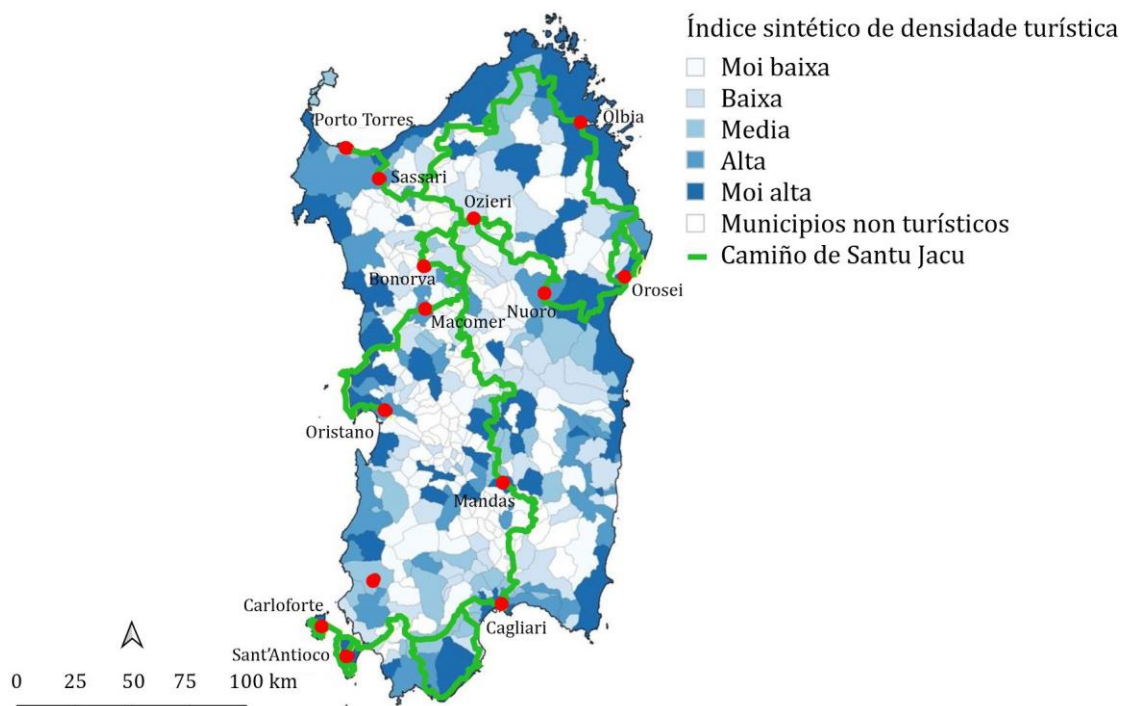 Índice sintético de densidade turística
Moi baixa
Baixa
Media
Alta
Moi alta
Municipios non turísticos
Camiño de Santu Jacu
Porto Torres
Olbia
Sassari
Ozieri
Bonorva
Nuoro
Orosei
Macomer
Oristano
Mandas
Carloforte
Cagliari
Sant'Antioco
0 25 50 75 100 km